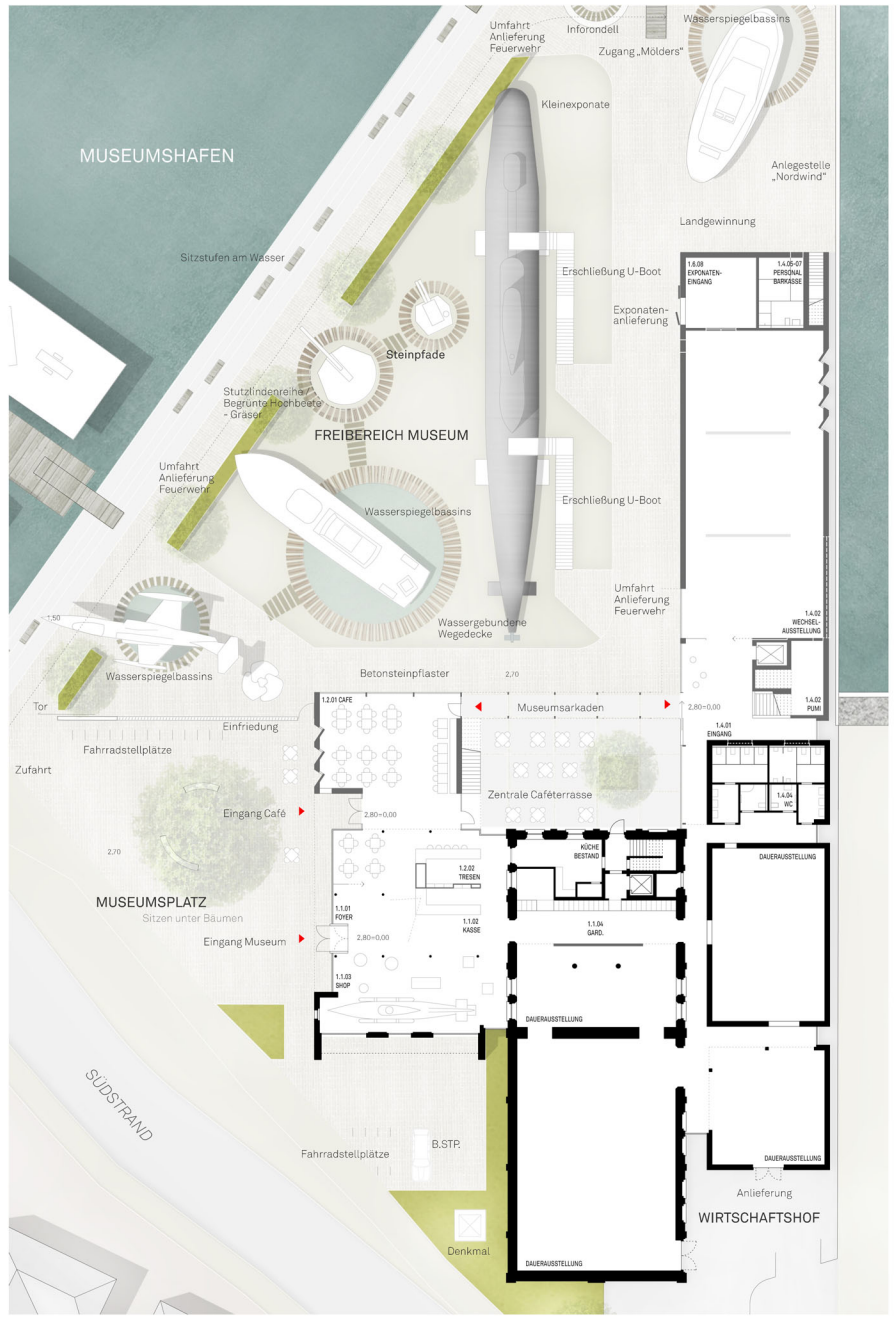 Umfahrt
Anlieferung
Feuerwehr
Inforondell
Zugang „Mölders“
Wasserspiegelbassins
Kleinexponate
MUSEUMSHAFEN
Anlegestelle
„Nordwind“
Landgewinnung
Sitzstufen am Wasser
1.6.08
EXPONATEN-
EINGANG
1.4.05-07
PERSONAL
BARKASSE
Erschließung U-Boot
Exponaten-
anlieferung
Steinpfade
Stutzlindenreihe
Begrünte Hochbeete
- Gräser
FREIBEREICH MUSEUM
Umfahrt
Anlieferung
Feuerwehr
Wasserspiegelbassins
Erschließung U-Boot
Umfahrt
Anlieferung
Feuerwehr
1.4.02
WECHSEL-
AUSSTELLUNG
Wassergebundene
Wegedecke
1,50
Wasserspiegelbassins
Betonsteinpflaster
2,70
Tor
Einfriedung
Fahrradstellplätze
Zufahrt
1.2.01 CAFE
Museumsarkaden
2,80=0,00
1.4.02
PUMI
1.4.01
EINGANG
Zentrale Caféterrasse
1.4.04
WC
Eingang Café
2,80=0,00
2,70
KÜCHE
BESTAND
DAUERAUSSTELLUNG
1.2.02
TRESEN
MUSEUMSPLATZ
Sitzen unter Bäumen
1.1.01
FOYER
1.1.02
KASSE
1.1.04
GARD.
Eingang Museum
2,80=0,00
1.1.03
SHOP
DAUERAUSSTELLUNG
SÜDSTRAND
Fahrradstellplätze
B.STP.
DAUERAUSSTELLUNG
Anlieferung
WIRTSCHAFTSHOF
Denkmal
DAUERAUSSTELLUNG